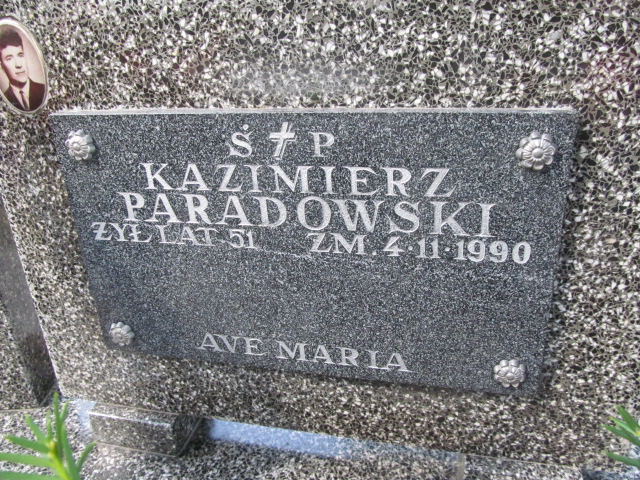 Ś✝P
KAZIMIERZ
PARADOWSKI
ŻYŁ LAT 51 ZM. 4·11·1990
AVE MARIA